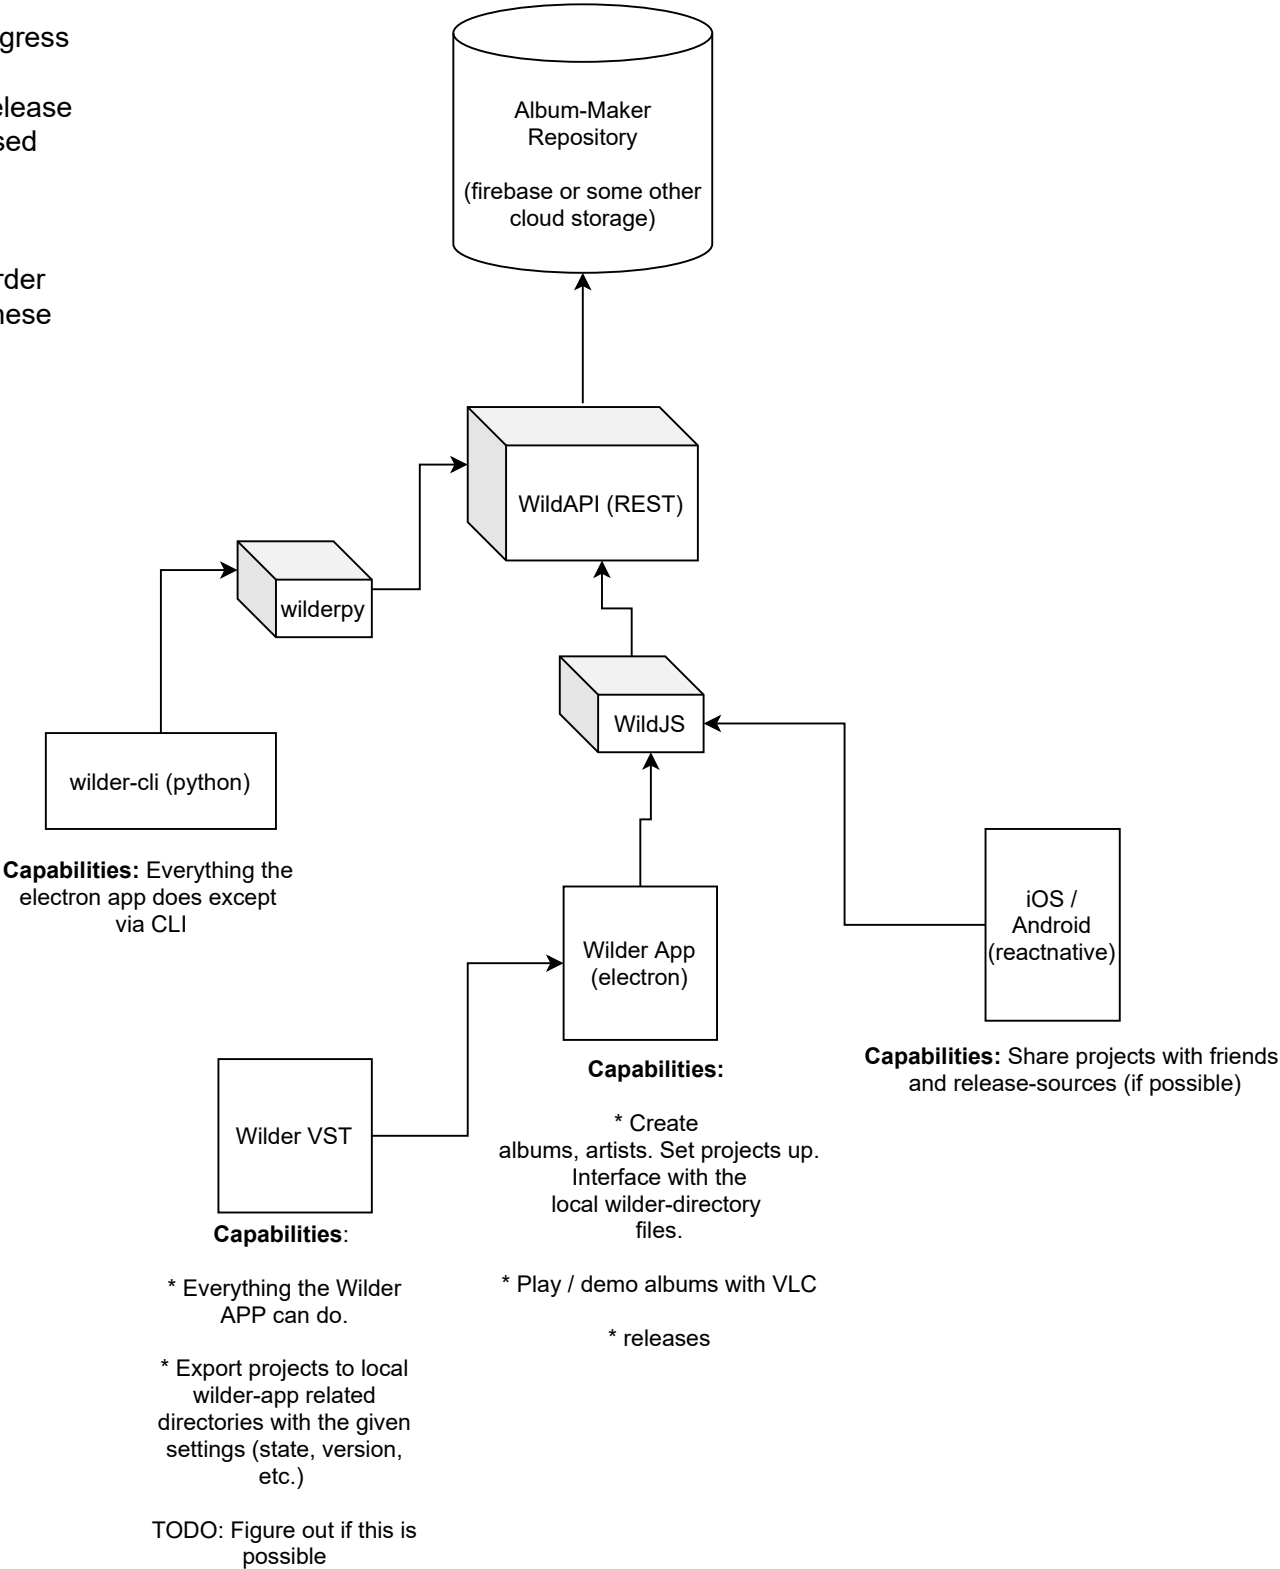 gress
elease
sed
rder
nese
Album-Maker
Repository
(firebase or some other
cloud storage)
WildAPI (REST)
wilderpy
WildJS
wilder-cli (python)
Capabilities: Everything the
electron app does except
via CLI
iOS /
Android
(reactnative)
Capabilities: Share projects with friends
and release-sources (if possible)
Wilder App
(electron)
Capabilities:
* Create
albums, artists. Set projects up.
Interface with the
local wilder-directory
files.
* Play / demo albums with VLC
* releases
Wilder VST
Capabilities:
* Everything the Wilder
APP can do.
* Export projects to local
wilder-app related
directories with the given
settings (state, version,
etc.)
TODO: Figure out if this is
possible